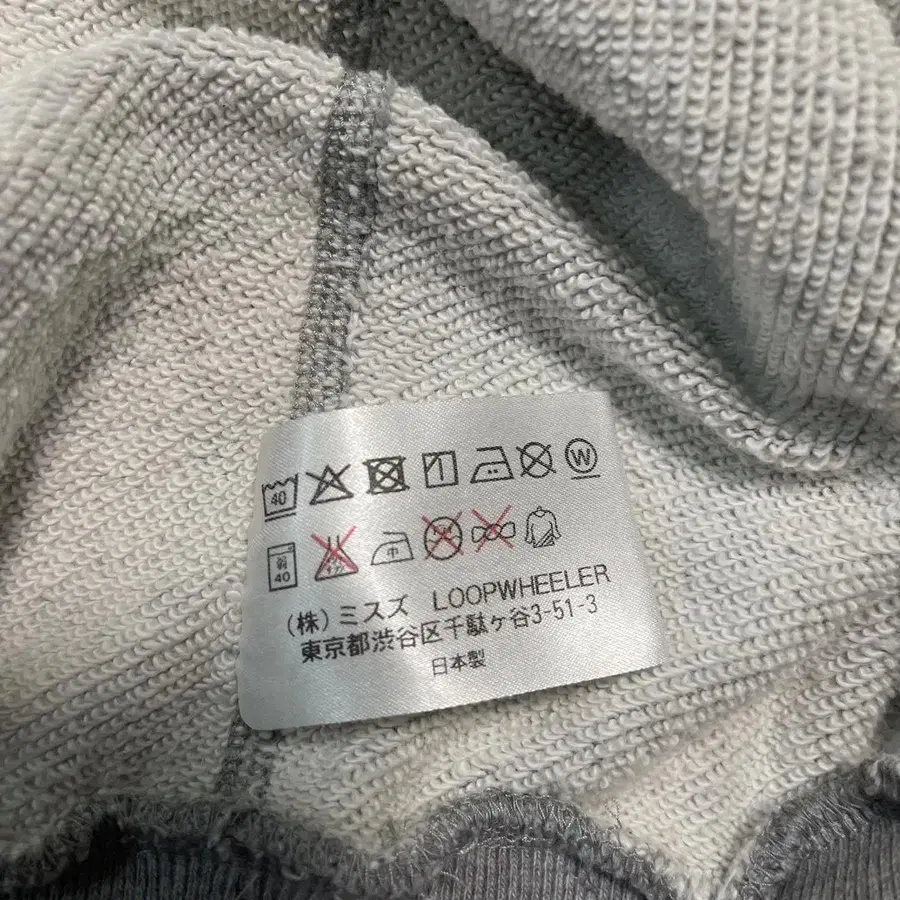 40 W
弱 40 中
(株)ミスズ LOOPWHEELER
東京都渋谷区千駄ヶ谷3-51-3
日本製